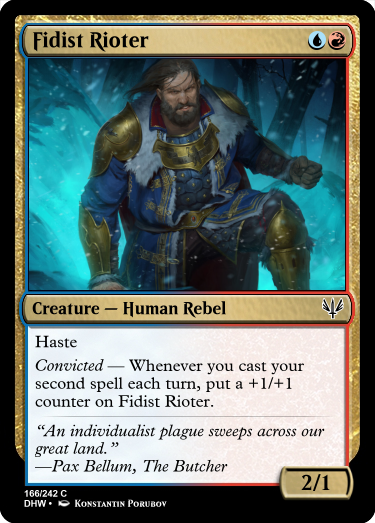 Fidist Rioter
Creature — Human Rebel
Haste
Convicted — Whenever you cast your
second spell each turn, put a +1/+1
counter on Fidist Rioter.
“An individualist plague sweeps across our
great land.”
—Pax Bellum, The Butcher
2/1
166/242 C
DHW • Konstantin Porubov